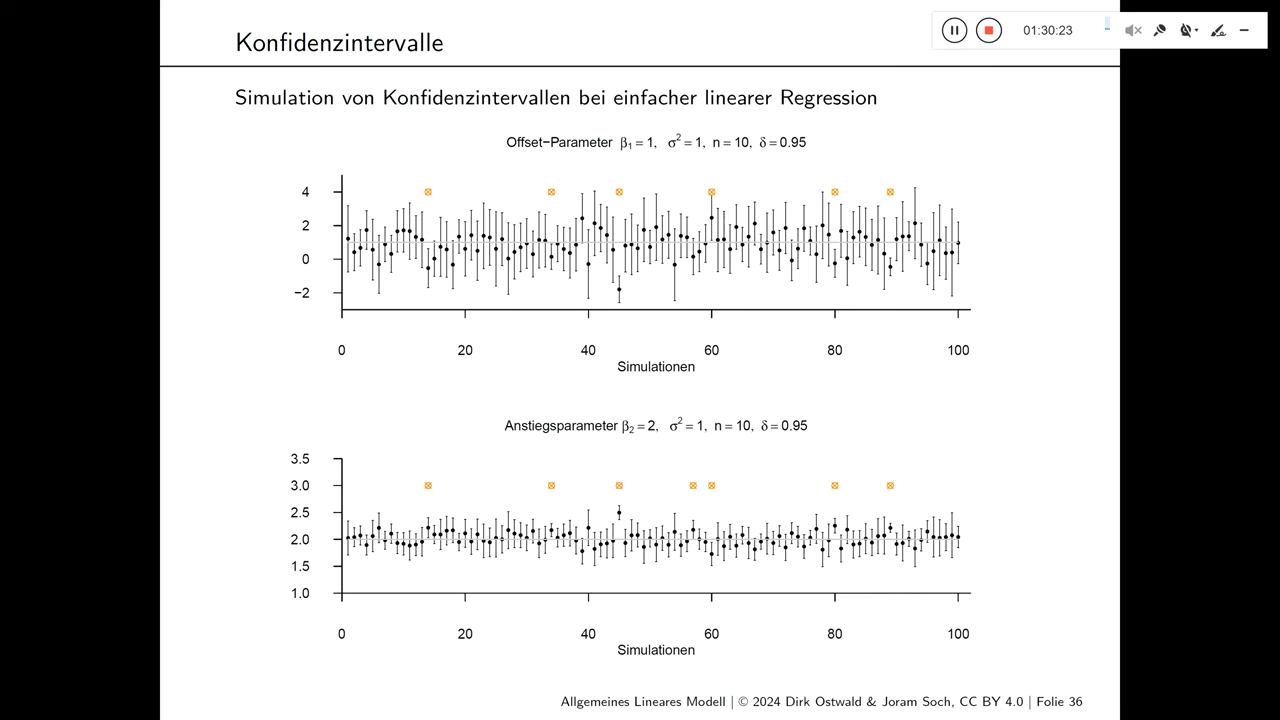 Konfidenzintervalle
01:30:23
Simulation von Konfidenzintervallen bei einfacher linearer Regression
Offset−Parameter β₁ = 1, σ² = 1, n = 10, δ = 0.95
4
2
0
−2
0 20 40 60 80 100
Simulationen
Anstiegsparameter β₂ = 2, σ² = 1, n = 10, δ = 0.95
3.5
3.0
2.5
2.0
1.5
1.0
0 20 40 60 80 100
Simulationen
Allgemeines Lineares Modell | © 2024 Dirk Ostwald & Joram Soch, CC BY 4.0 | Folie 36